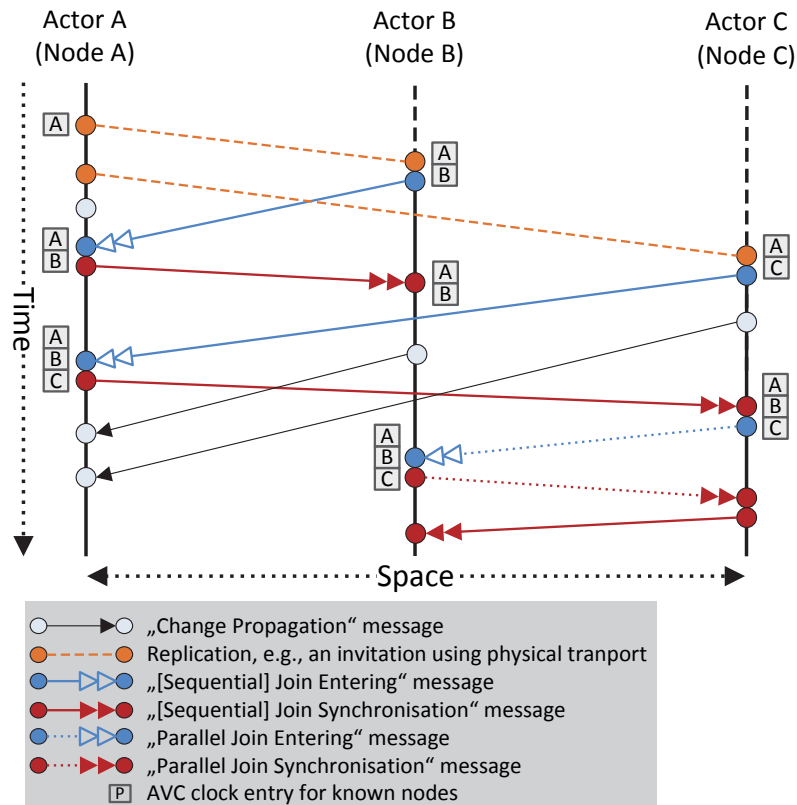 Actor A
(Node A)
Actor B
(Node B)
Actor C
(Node C)
A
A
B
A
B
A
B
A
C
A
B
C
A
B
C
A
B
C
Time
Space
„Change Propagation“ message
Replication, e.g., an invitation using physical tranport
„[Sequential] Join Entering“ message
„[Sequential] Join Synchronisation“ message
„Parallel Join Entering“ message
„Parallel Join Synchronisation“ message
P AVC clock entry for known nodes